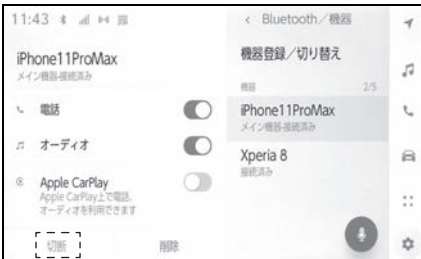 11:43
iPhone11ProMax
メイン機器-接続済み
電話
オーディオ
Apple CarPlay
Apple CarPlay上で電話、
オーディオを利用できます
切断
削除
Bluetooth／機器
機器登録／切り替え
機器
2/5
iPhone11ProMax
メイン機器-接続済み
Xperia 8
接続済み